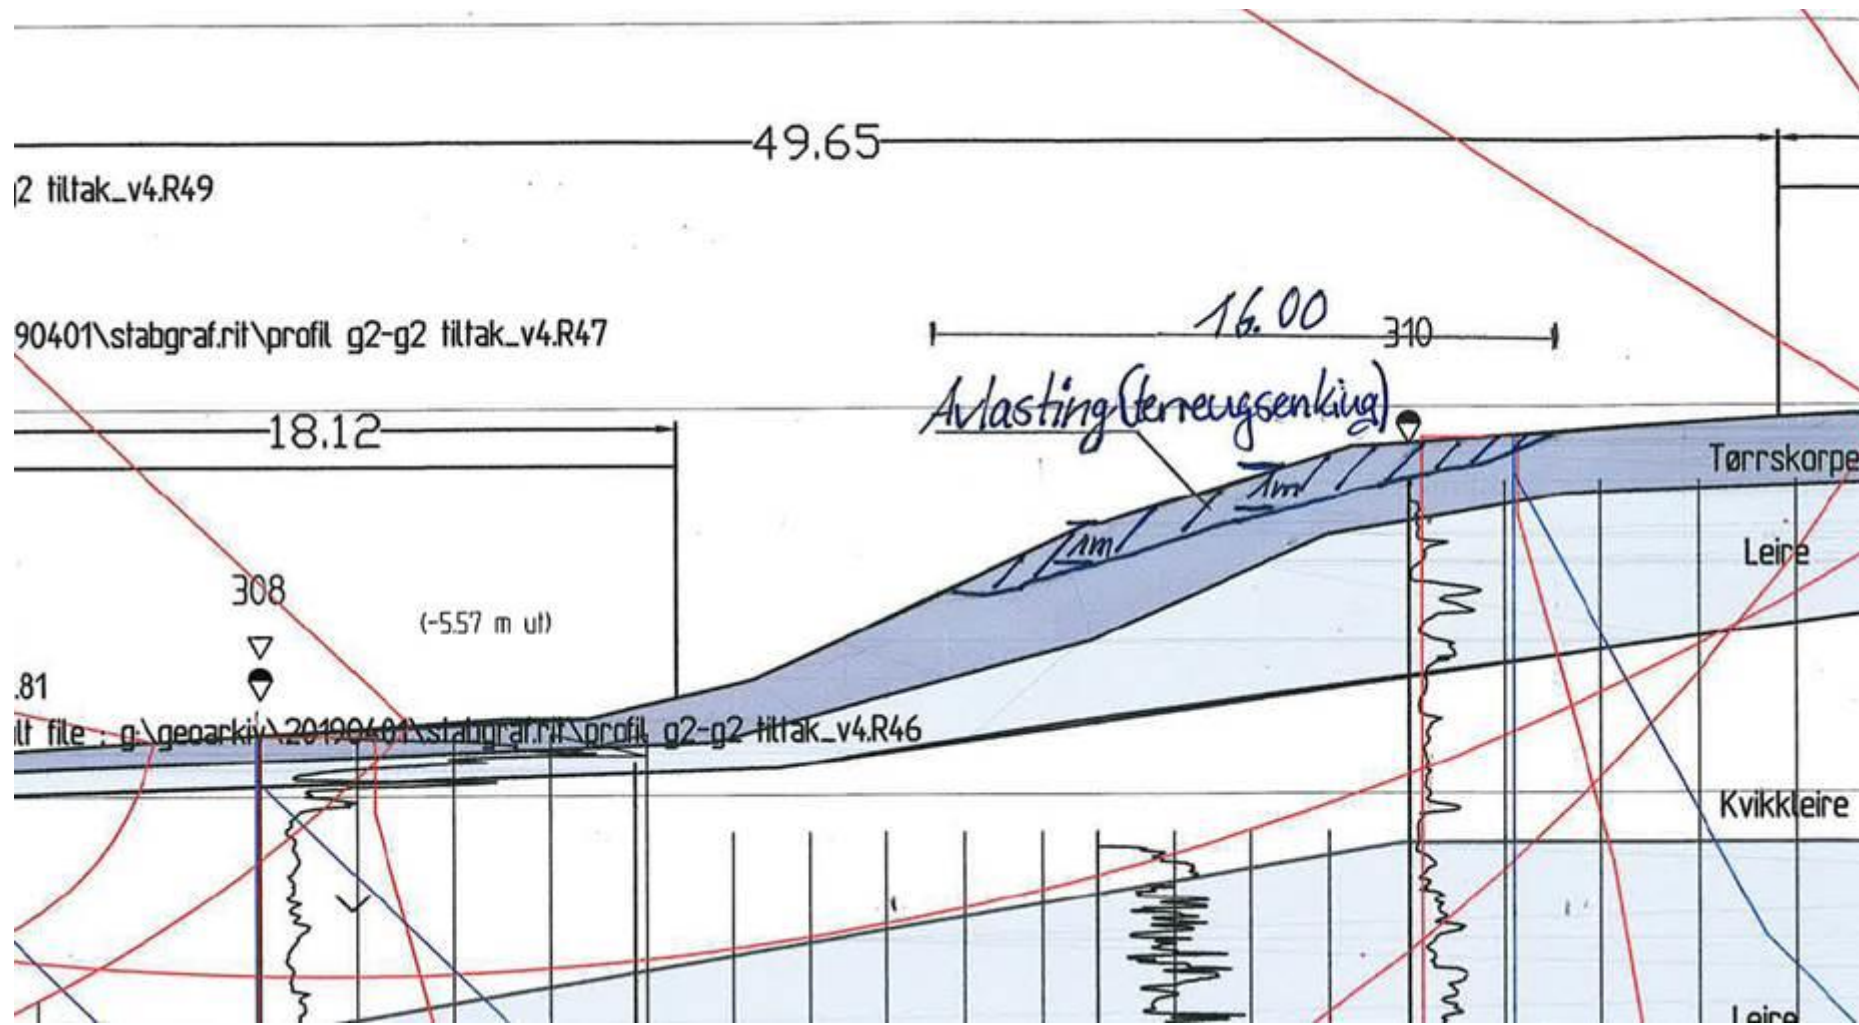 49.65
2 tiltak_v4.R49
16.00
90401\stabgraf.rit\profil g2-g2 tiltak_v4.R47
310
Avlasting (terrengsenking)
18.12
Tørrskorpe
1m
1m
Leire
308
(-5.57 m ut)
.81
lt file : g:\geoarkiv\20190401\stabgraf.rit\profil g2-g2 tiltak_v4.R46
Kvikkleire
Leire